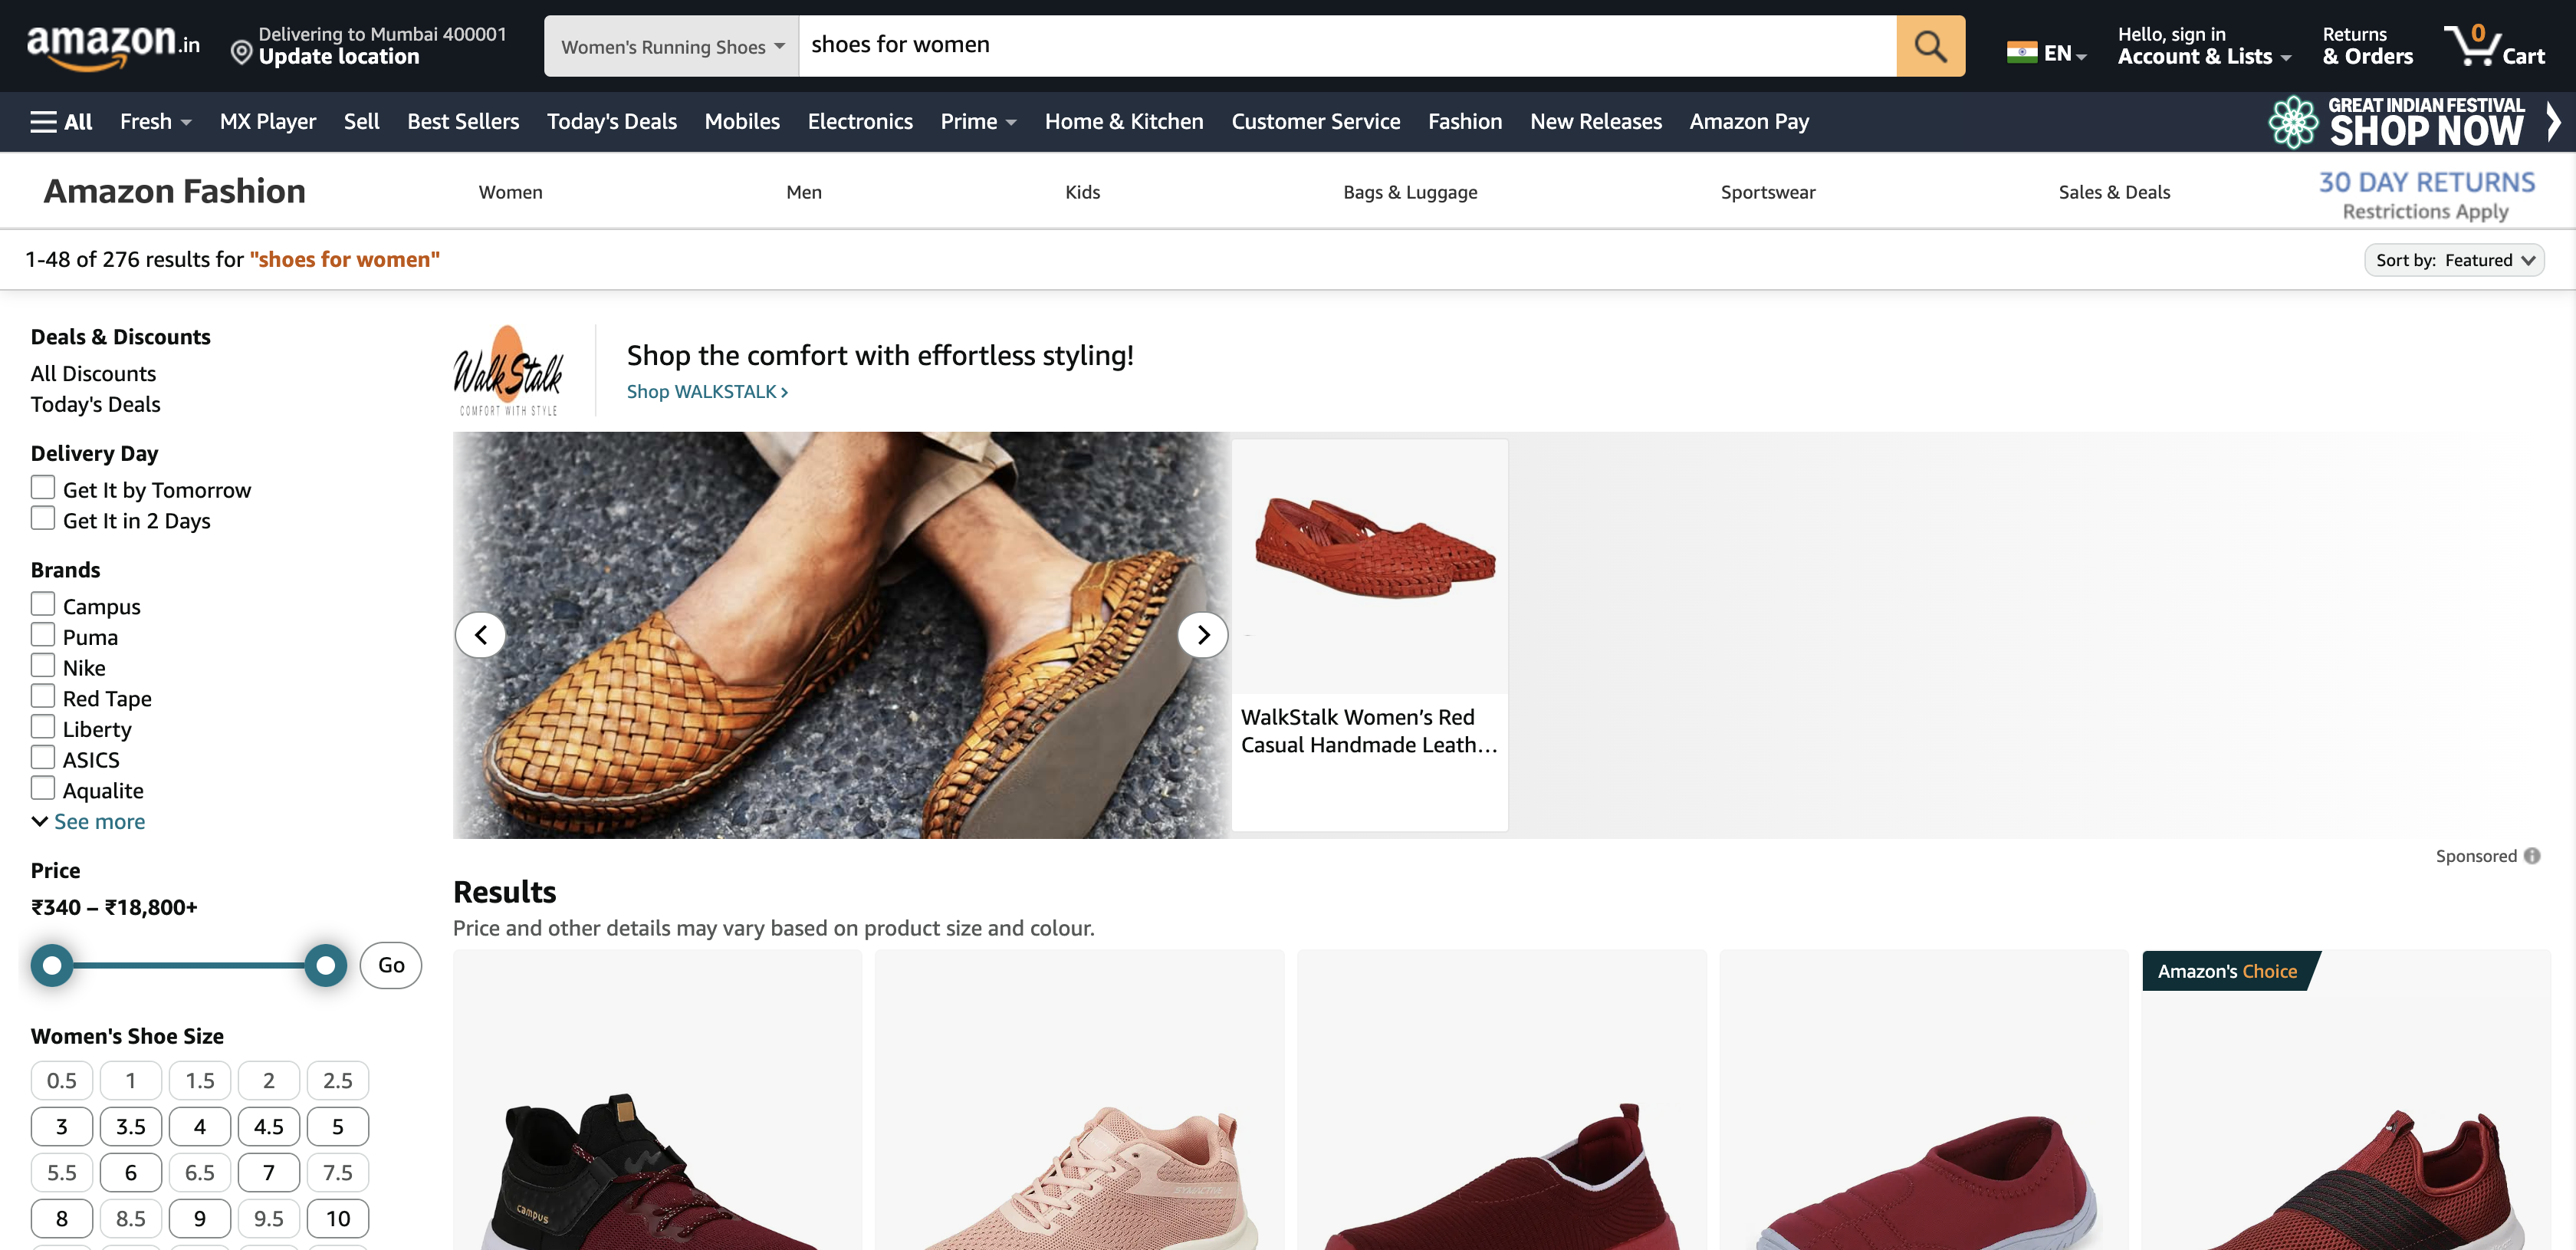 amazon.in
Delivering to Mumbai 400001
Update location
Women's Running Shoes
shoes for women
EN
Hello, sign in
Account & Lists
Returns
& Orders
0
Cart
All
Fresh
MX Player
Sell
Best Sellers
Today's Deals
Mobiles
Electronics
Prime
Home & Kitchen
Customer Service
Fashion
New Releases
Amazon Pay
GREAT INDIAN FESTIVAL
SHOP NOW
Amazon Fashion
Women
Men
Kids
Bags & Luggage
Sportswear
Sales & Deals
30 DAY RETURNS
Restrictions Apply
1-48 of 276 results for "shoes for women"
Sort by: Featured
Deals & Discounts
All Discounts
Today's Deals
Delivery Day
Get It by Tomorrow
Get It in 2 Days
Brands
Campus
Puma
Nike
Red Tape
Liberty
ASICS
Aqualite
See more
Price
₹340 – ₹18,800+
Go
Women's Shoe Size
0.5 1 1.5 2 2.5
3 3.5 4 4.5 5
5.5 6 6.5 7 7.5
8 8.5 9 9.5 10
WalkStalk
COMFORT WITH STYLE
Shop the comfort with effortless styling!
Shop WALKSTALK ›
WalkStalk Women's Red
Casual Handmade Leath...
Sponsored
Results
Price and other details may vary based on product size and colour.
Amazon's Choice
campus